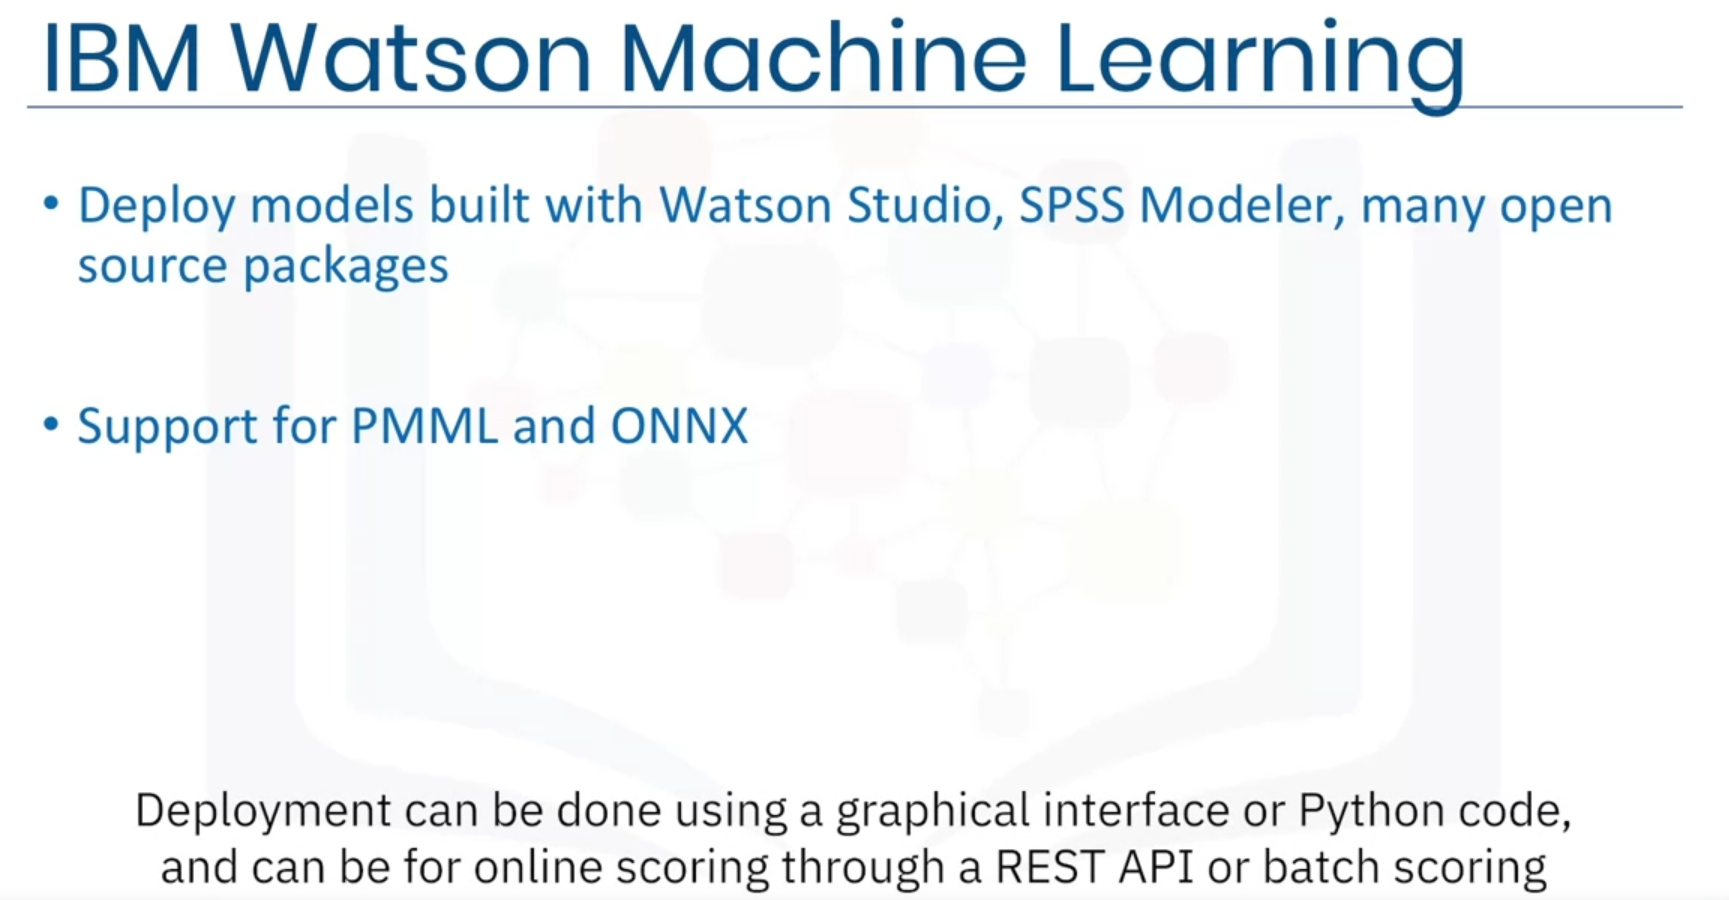 IBM Watson Machine Learning
• Deploy models built with Watson Studio, SPSS Modeler, many open
source packages
• Support for PMML and ONNX
Deployment can be done using a graphical interface or Python code,
and can be for online scoring through a REST API or batch scoring